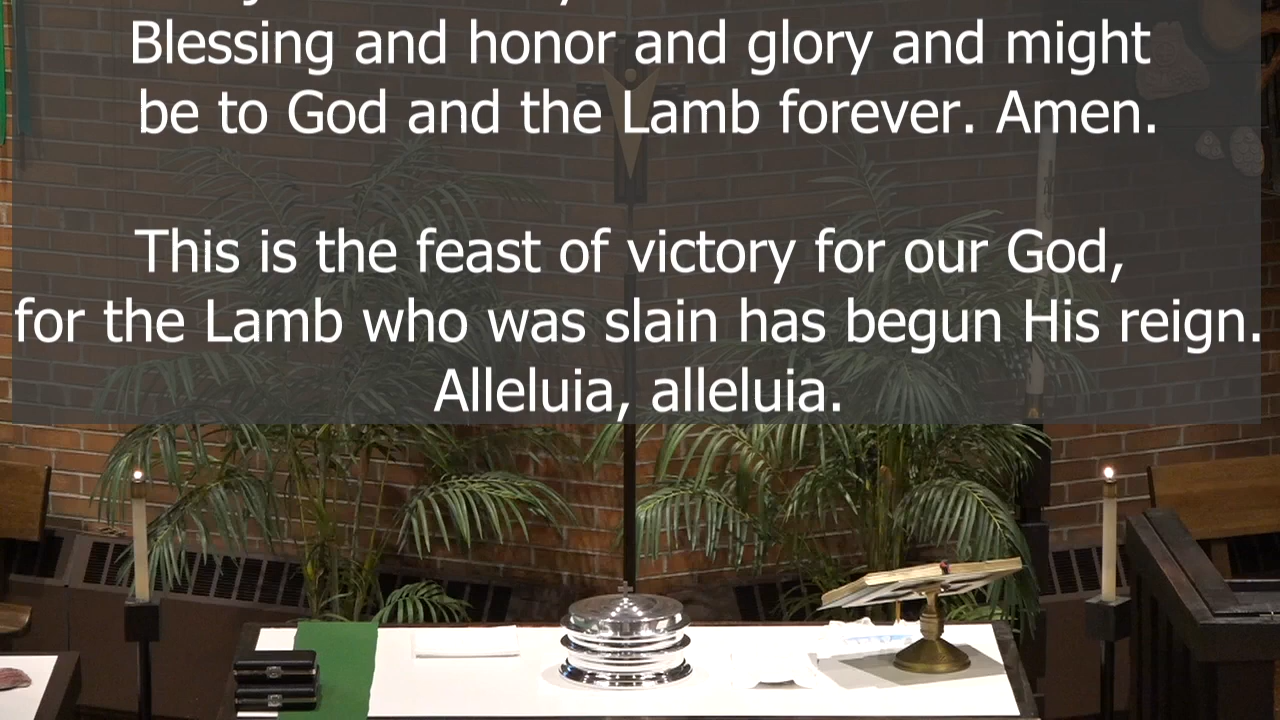 Blessing and honor and glory and might
be to God and the Lamb forever. Amen.
This is the feast of victory for our God,
for the Lamb who was slain has begun His reign.
Alleluia, alleluia.